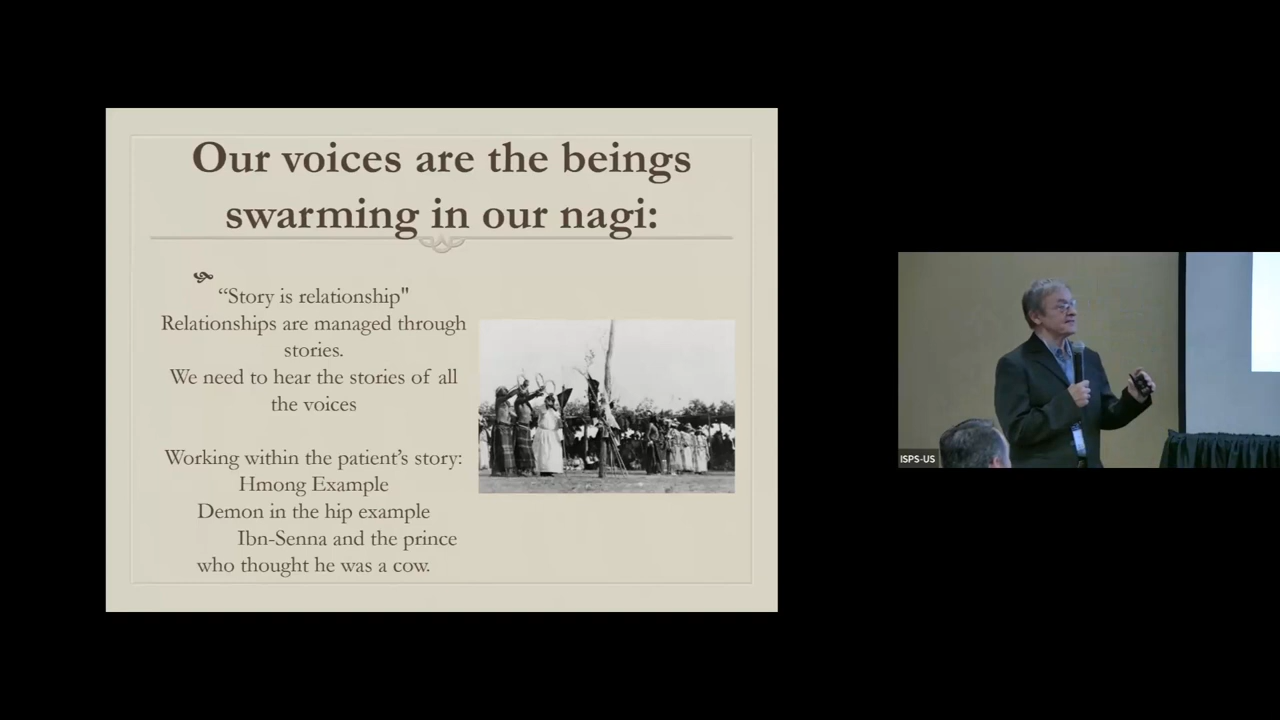 Our voices are the beings
swarming in our nagi:
“Story is relationship"
Relationships are managed through
stories.
We need to hear the stories of all
the voices
Working within the patient’s story:
Hmong Example
Demon in the hip example
Ibn-Senna and the prince
who thought he was a cow.
ISPS-US